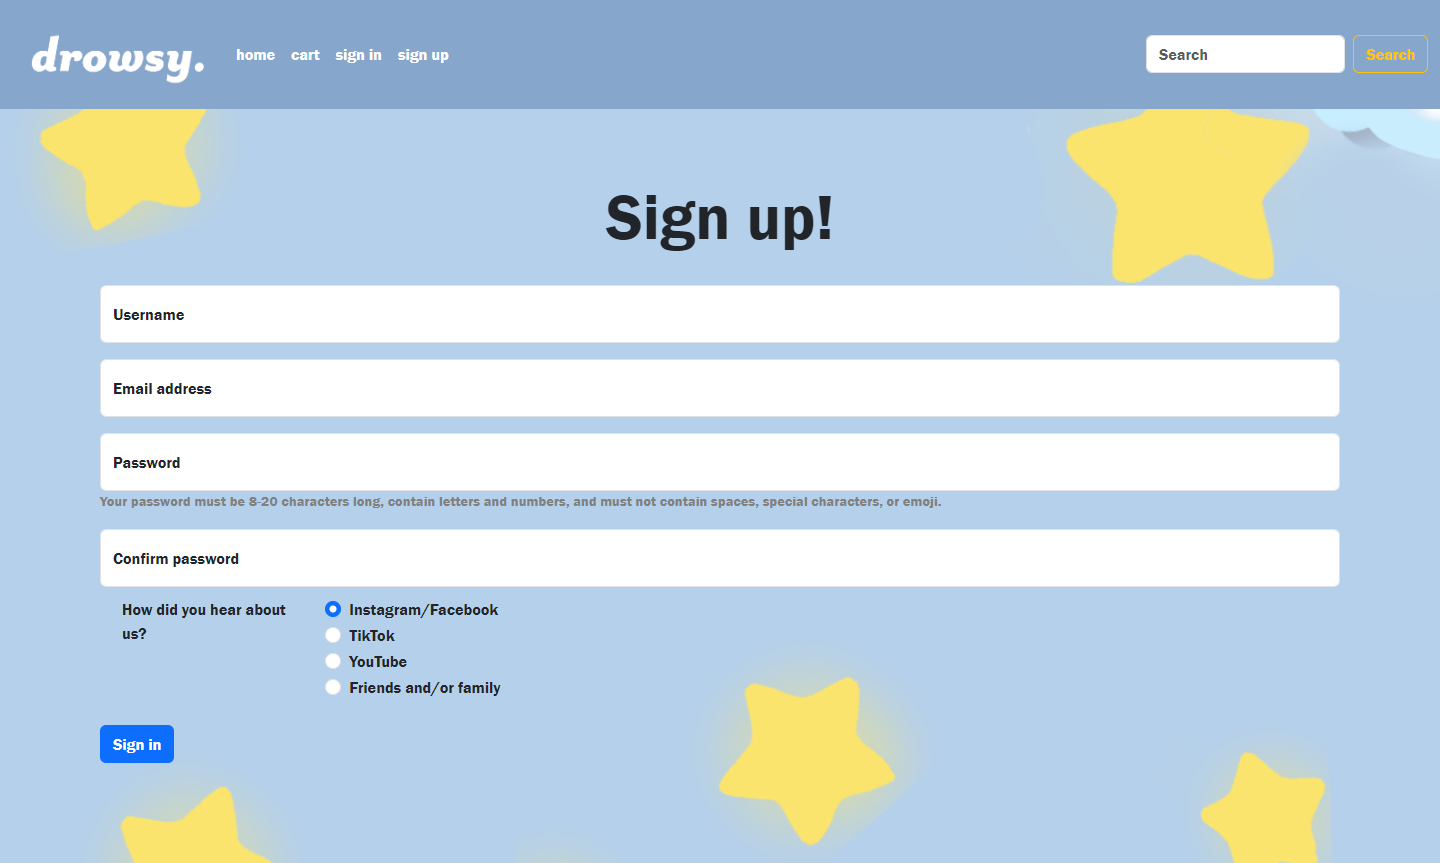 drowsy.
home cart sign in sign up
Search Search
Sign up!
Username
Email address
Password
Your password must be 8-20 characters long, contain letters and numbers, and must not contain spaces, special characters, or emoji.
Confirm password
How did you hear about
us?
Instagram/Facebook
TikTok
YouTube
Friends and/or family
Sign in